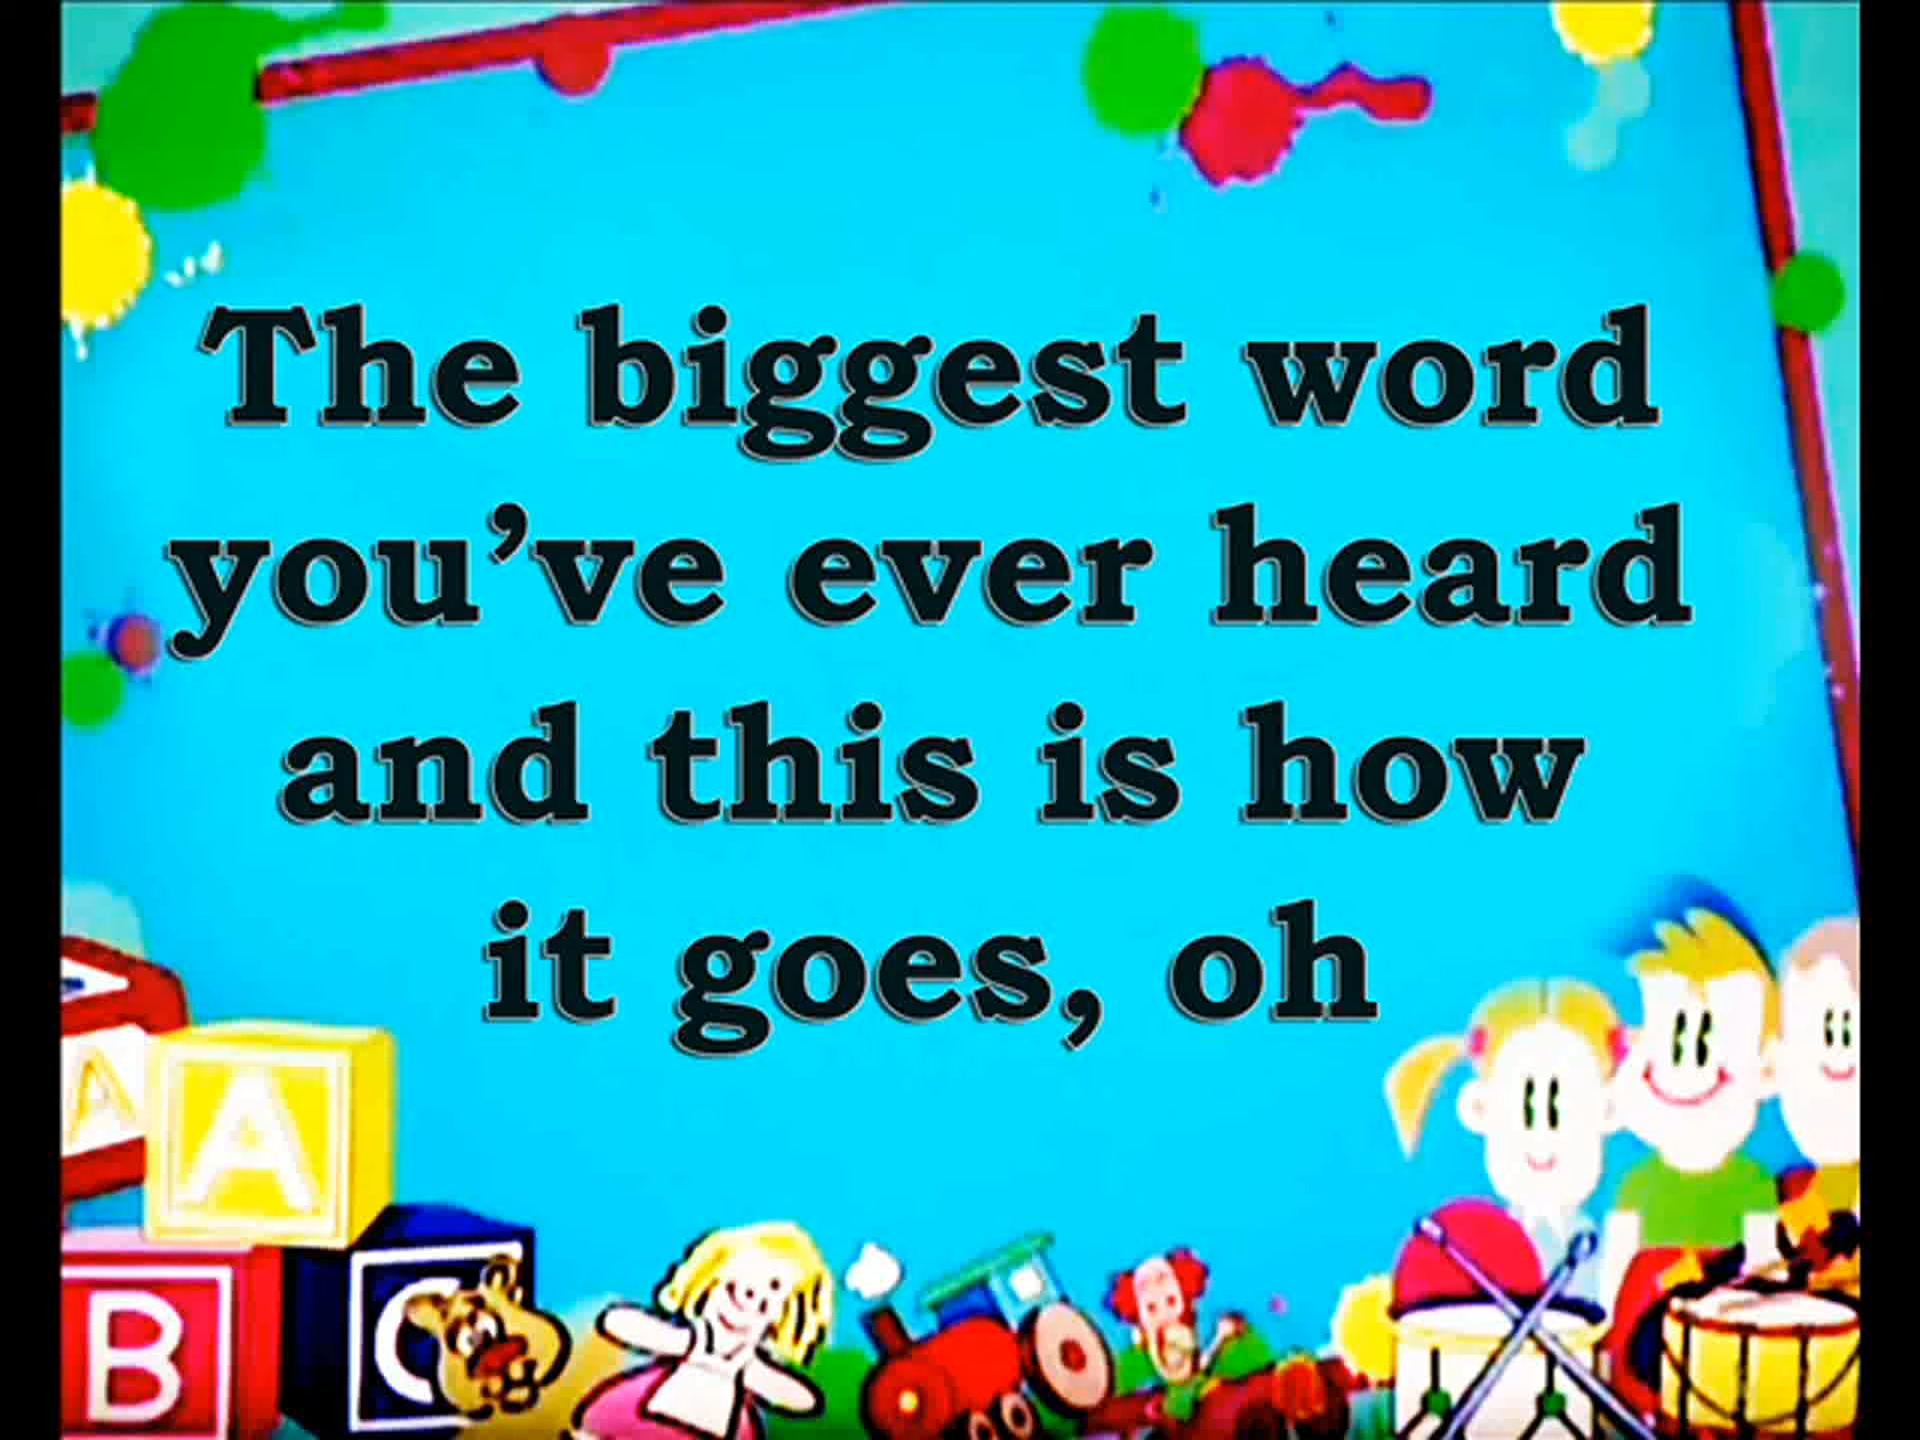 The biggest word
you’ve ever heard
and this is how
it goes, oh
A
A
B
C